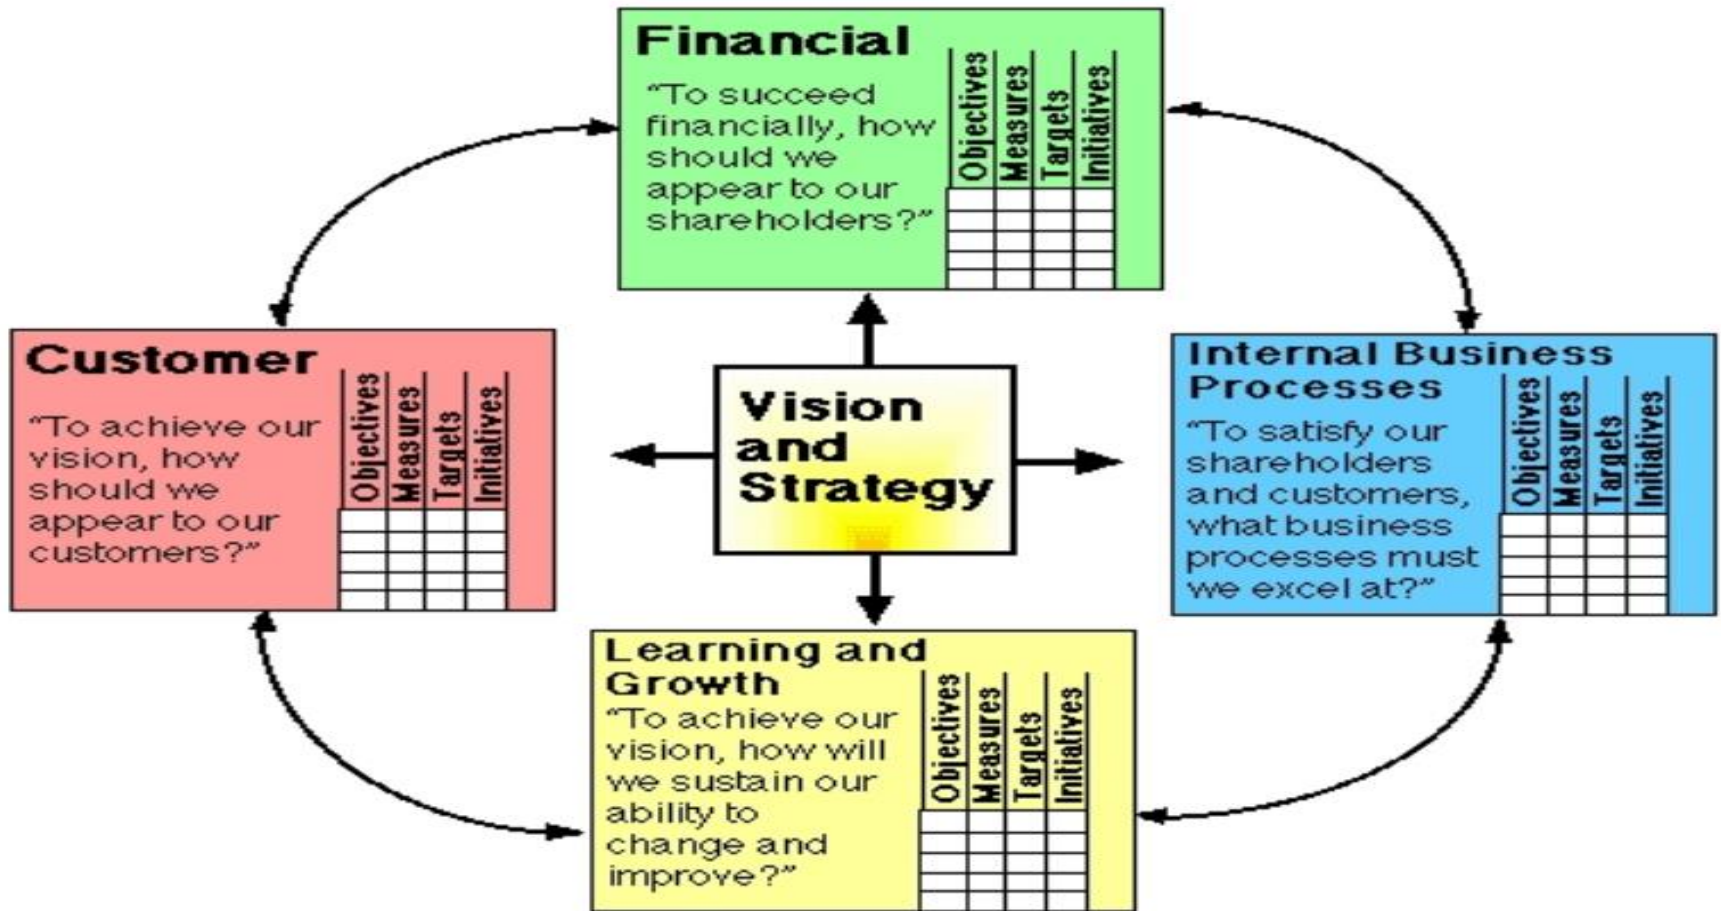 Financial
“To succeed
financially, how
should we
appear to our
shareholders?”
Objectives
Measures
Targets
Initiatives
Customer
“To achieve our
vision, how
should we
appear to our
customers?”
Objectives
Measures
Targets
Initiatives
Vision
and
Strategy
Internal Business
Processes
“To satisfy our
shareholders
and customers,
what business
processes must
we excel at?”
Objectives
Measures
Targets
Initiatives
Learning and
Growth
“To achieve our
vision, how will
we sustain our
ability to
change and
improve?”
Objectives
Measures
Targets
Initiatives